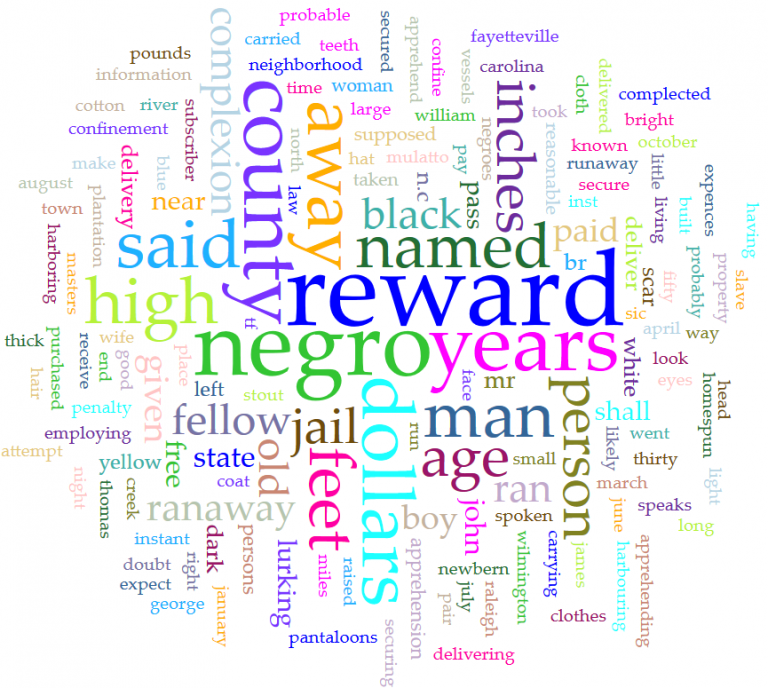 probable
pounds
carried
teeth
secured
apprehend
confine
fayetteville
vessels
information
complexion
neighborhood
time
woman
carolina
cloth
delivered
complected
cotton
river
subscriber
county
away
large
william
negroes
inches
took
reasonable
bright
confinement
north
supposed
known
october
make
blue
delivery
hat
mulatto
pay
runaway
little
living
expences
august
plantation
law
taken
n.c
pass
inst
secure
built
having
town
near
black
paid
deliver
harboring
masters
said
named
br
scar
fifty
probably
property
slave
high
reward
sic
april
way
thick
purchased
receive
end
wife
good
tf
negro
years
white
look
hair
given
place
left
stout
face
mr
eyes
homespun
head
penalty
fellow
jail
dollars
run
man
person
shall
employing
attempt
yellow
free
state
old
feet
age
small
likely
went
thirty
light
night
thomas
creek
coat
ranaway
boy
john
ran
spoken
march
june
speaks
long
instant
dark
persons
lurking
miles
raised
apprehension
newbern
wilmington
carrying
james
harbouring
apprehending
doubt
right
expect
january
july
pair
raleigh
george
pantaloons
securing
clothes
delivering